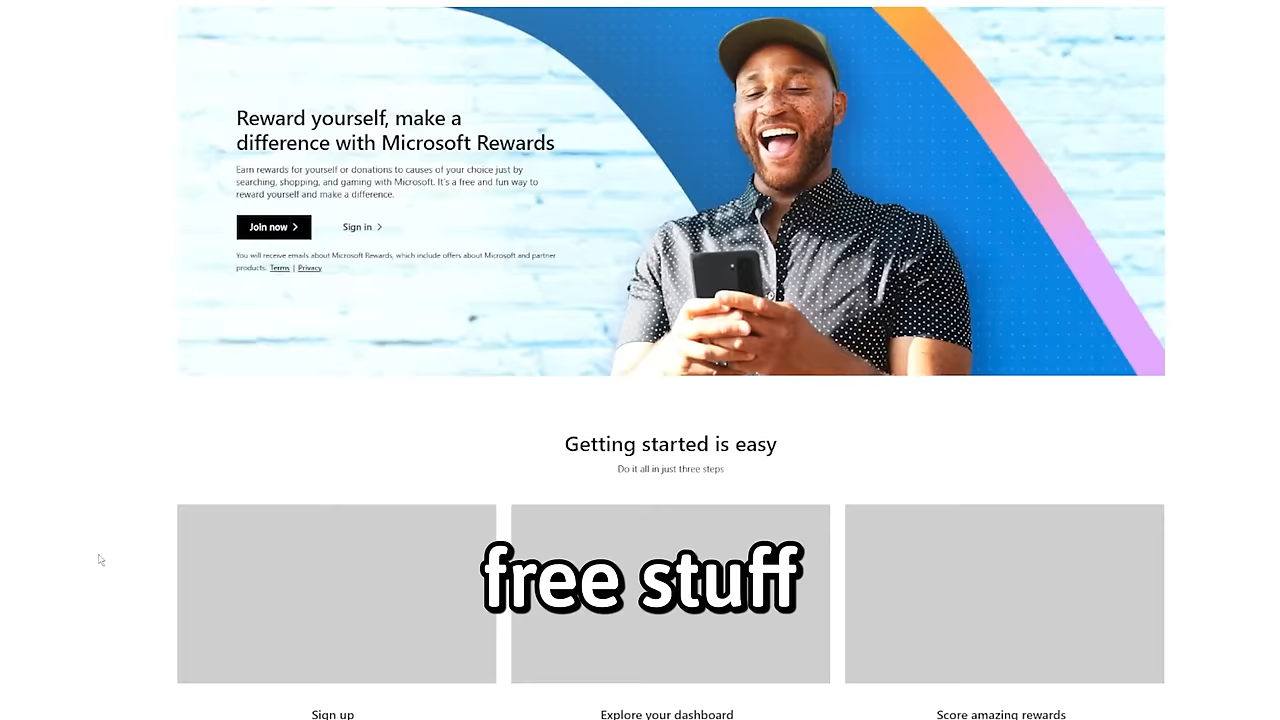 Reward yourself, make a
difference with Microsoft Rewards
Earn rewards for yourself or donations to causes of your choice just by
searching, shopping, and gaming with Microsoft. It's a free and fun way to
reward yourself and make a difference.
Join now
Sign in
You will receive emails about Microsoft Rewards, which include offers about Microsoft and partner
products. Terms | Privacy
Getting started is easy
Do it all in just three steps
free stuff
Sign up
Explore your dashboard
Score amazing rewards